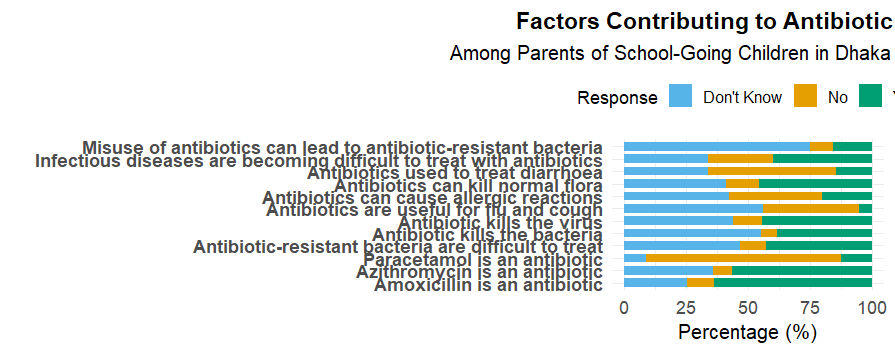 Factors Contributing to Antibiotic
Among Parents of School-Going Children in Dhaka
Response Don't Know No
Misuse of antibiotics can lead to antibiotic-resistant bacteria
Infectious diseases are becoming difficult to treat with antibiotics
Antibiotics used to treat diarrhoea
Antibiotics can kill normal flora
Antibiotics can cause allergic reactions
Antibiotics are useful for flu and cough
Antibiotic kills the virus
Antibiotic kills the bacteria
Antibiotic-resistant bacteria are difficult to treat
Paracetamol is an antibiotic
Azithromycin is an antibiotic
Amoxicillin is an antibiotic
0 25 50 75 100
Percentage (%)